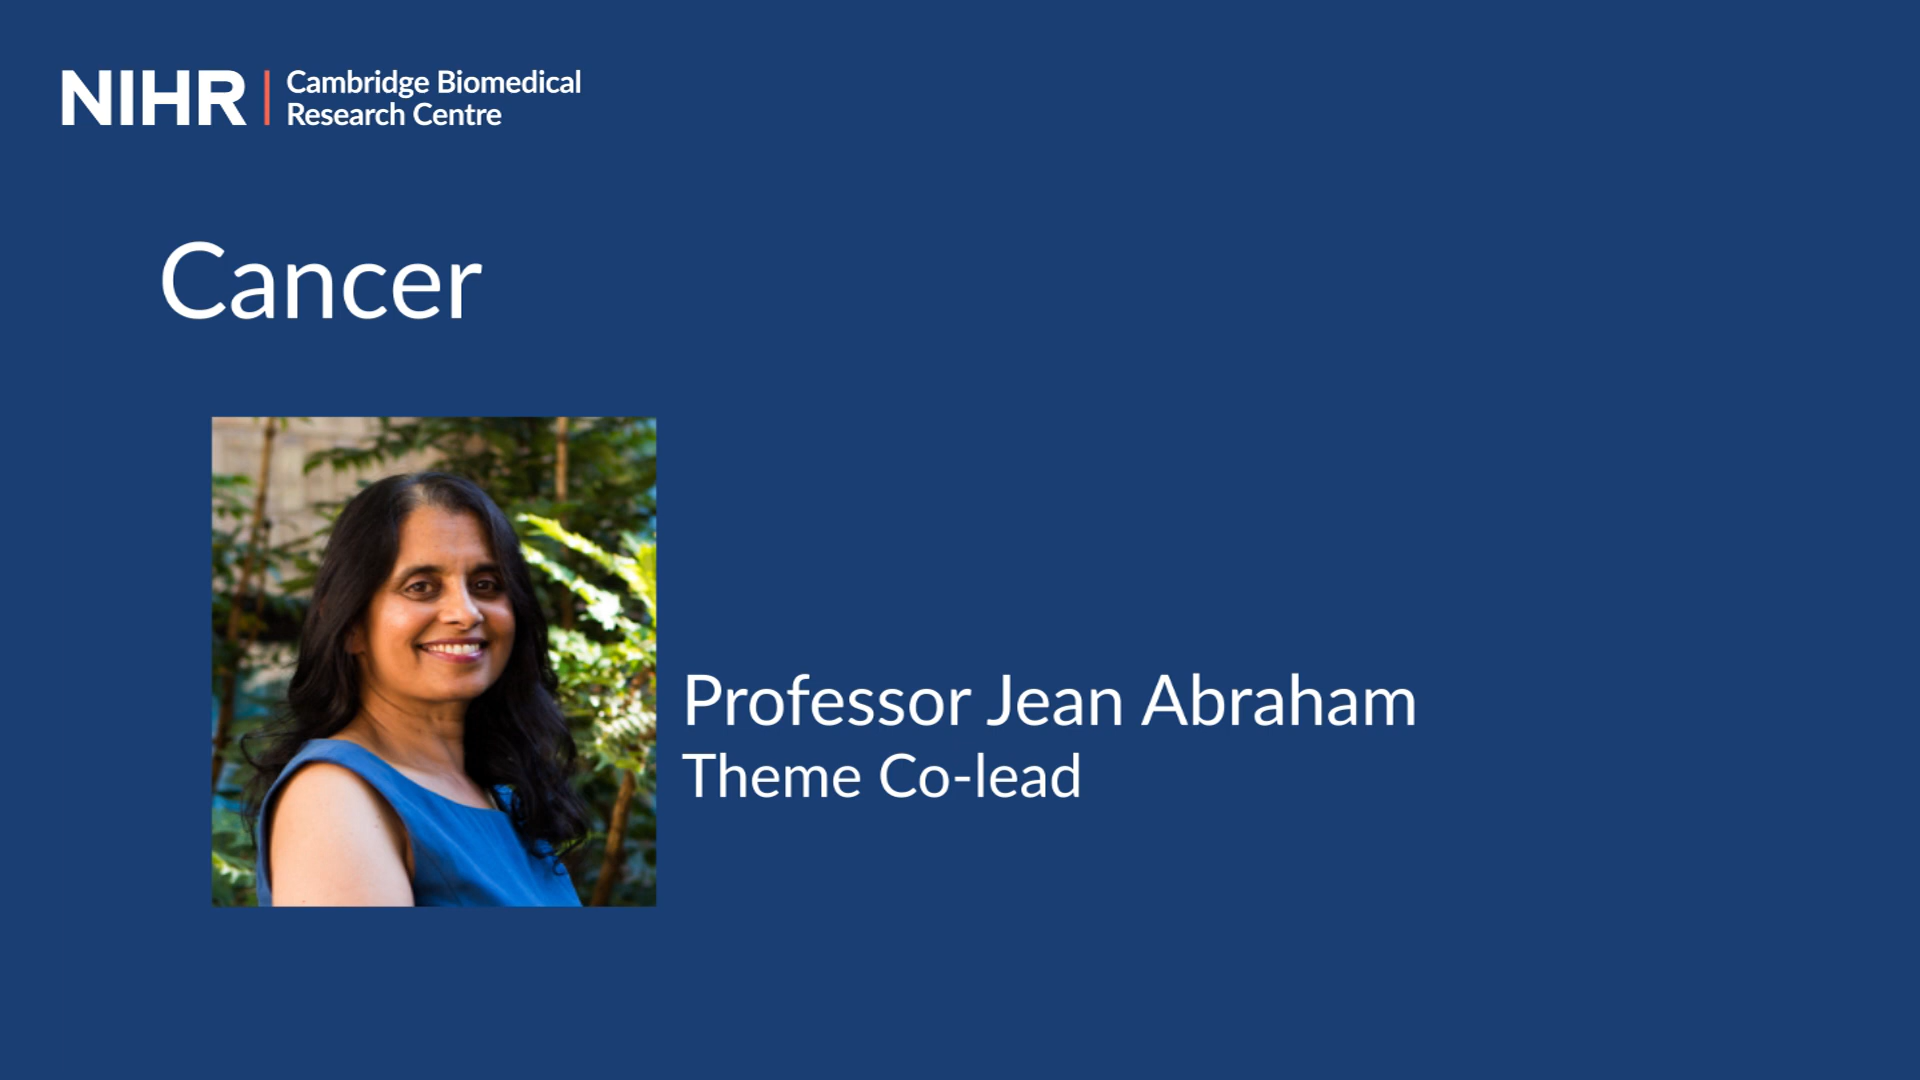 NIHR
Cambridge Biomedical
Research Centre
Cancer
Professor Jean Abraham
Theme Co-lead